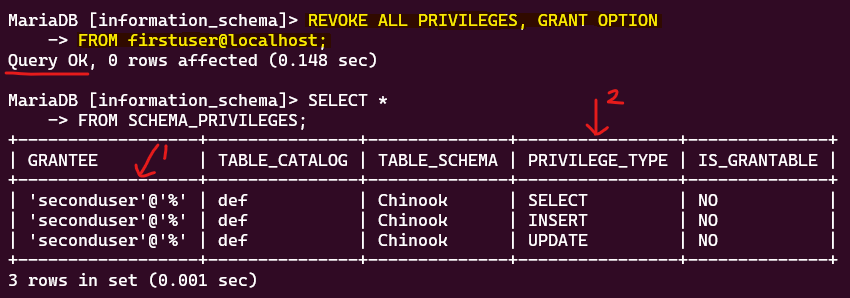 MariaDB [information_schema]> REVOKE ALL PRIVILEGES, GRANT OPTION
    -> FROM firstuser@localhost;
Query OK, 0 rows affected (0.148 sec)
MariaDB [information_schema]> SELECT *
    -> FROM SCHEMA_PRIVILEGES;
2
+------------------+---------------+--------------+----------------+--------------+
| GRANTEE          | TABLE_CATALOG | TABLE_SCHEMA | PRIVILEGE_TYPE | IS_GRANTABLE |
1
+------------------+---------------+--------------+----------------+--------------+
| 'seconduser'@'%' | def           | Chinook      | SELECT         | NO           |
| 'seconduser'@'%' | def           | Chinook      | INSERT         | NO           |
| 'seconduser'@'%' | def           | Chinook      | UPDATE         | NO           |
+------------------+---------------+--------------+----------------+--------------+
3 rows in set (0.001 sec)